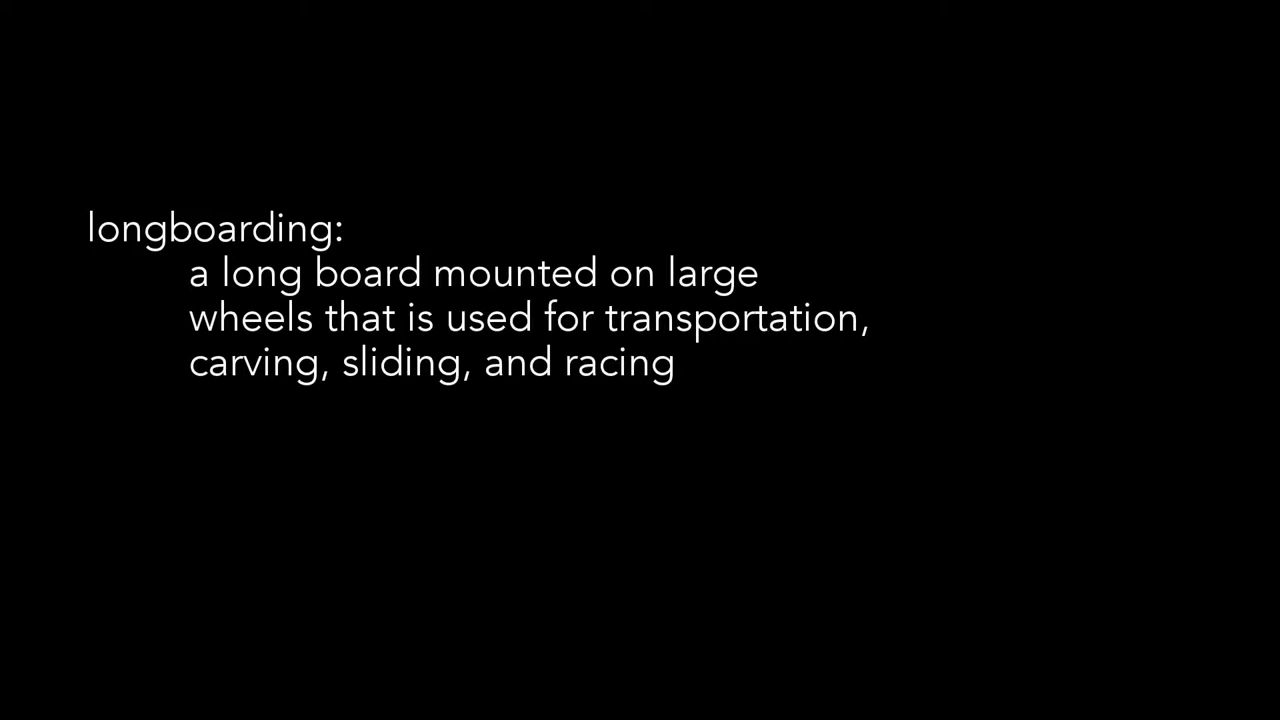 longboarding:
a long board mounted on large
wheels that is used for transportation,
carving, sliding, and racing